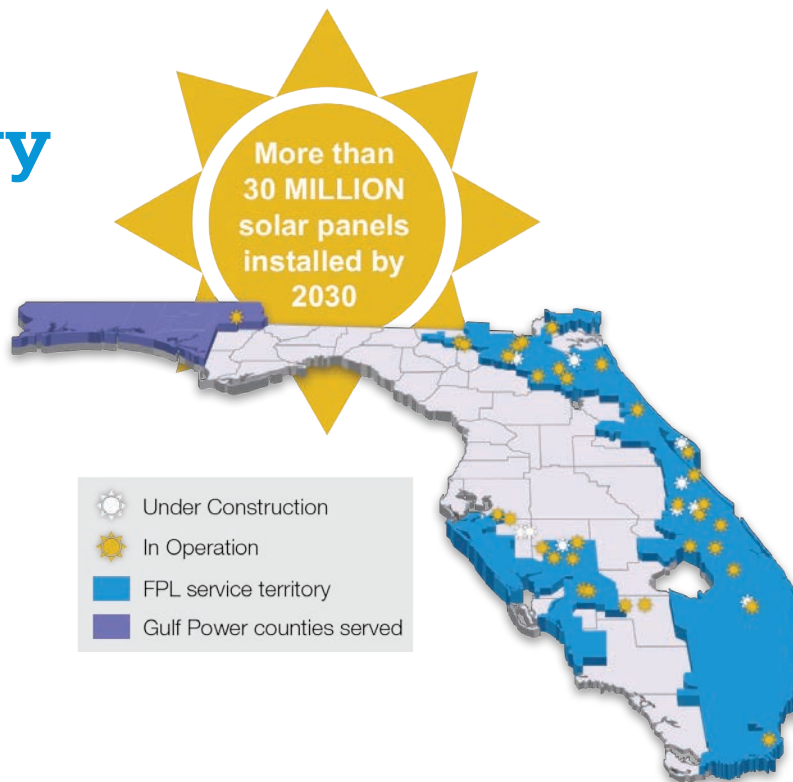 More than
30 MILLION
solar panels
installed by
2030
Under Construction
In Operation
FPL service territory
Gulf Power counties served